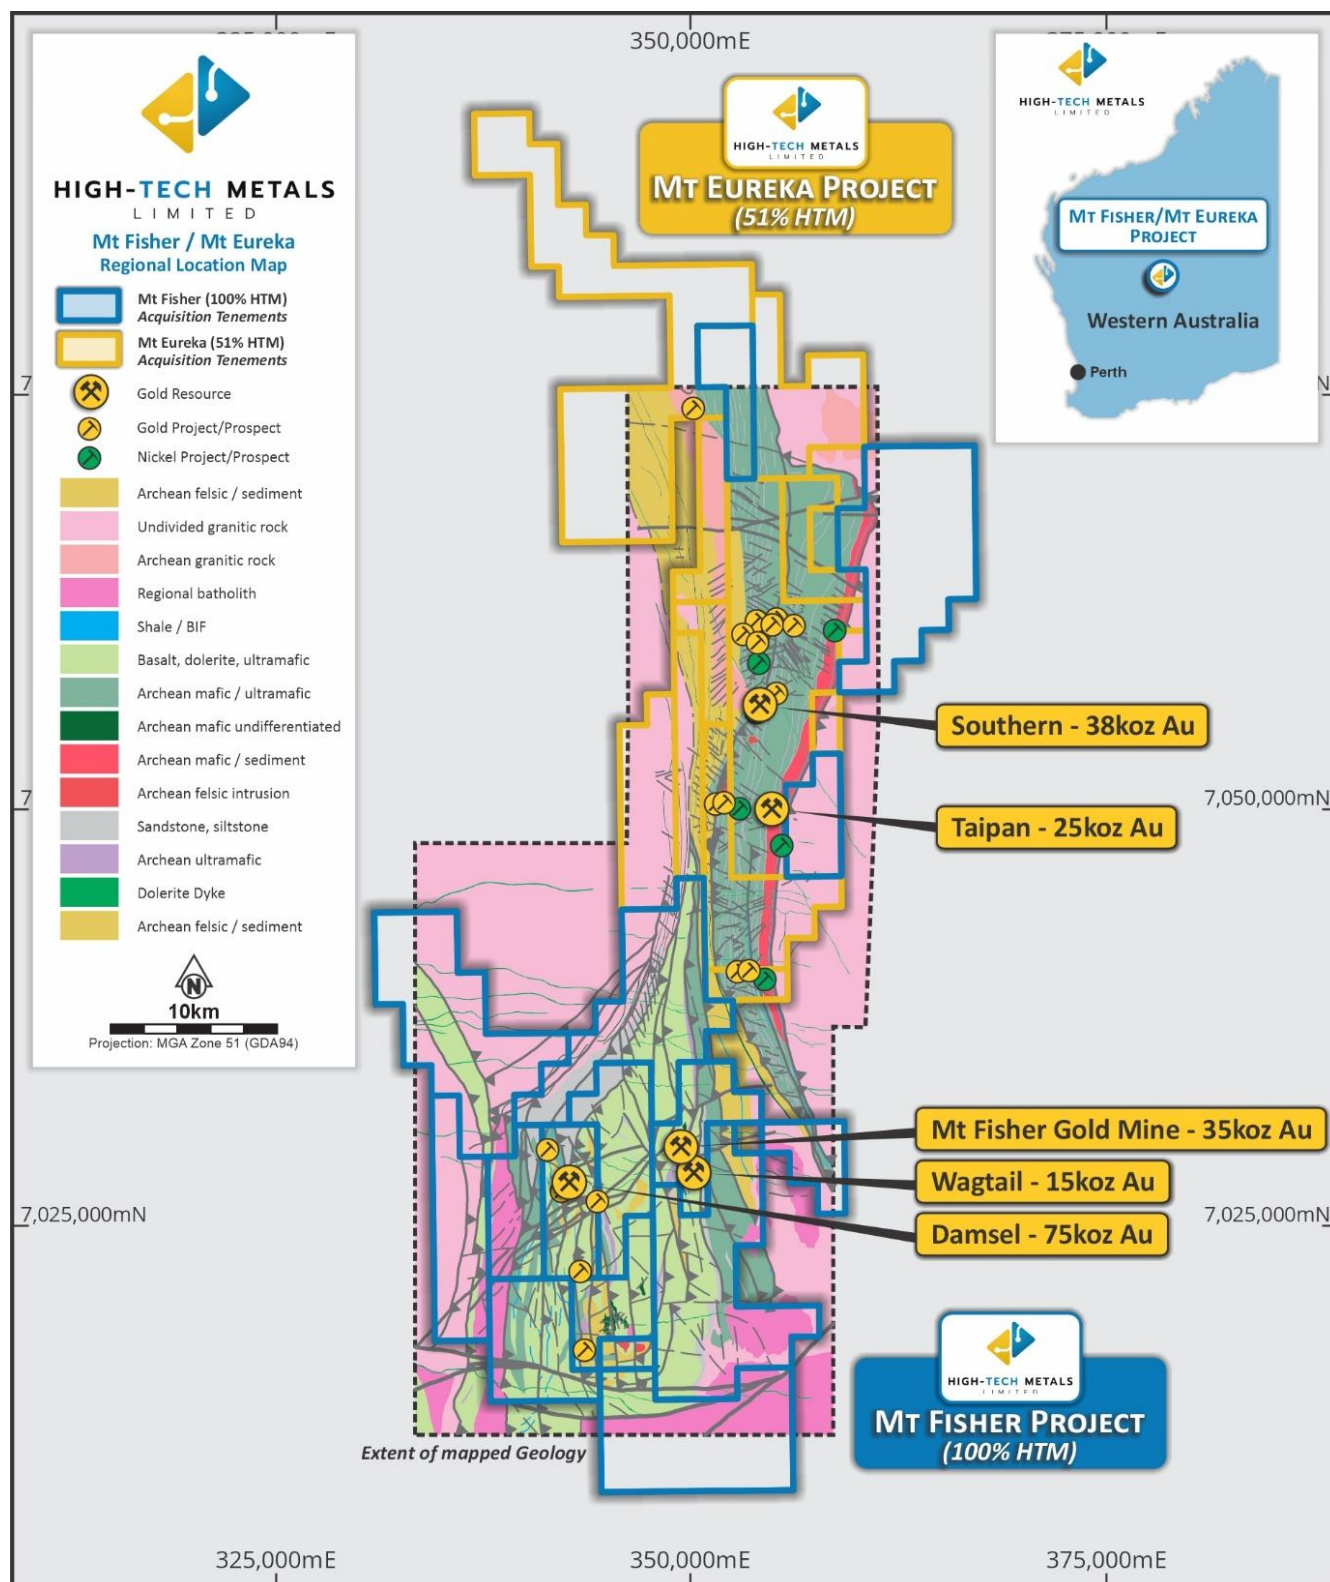 350,000mE
HIGH-TECH METALS
LIMITED
Mt Fisher / Mt Eureka
Regional Location Map
Mt Fisher (100% HTM)
Acquisition Tenements
Mt Eureka (51% HTM)
Acquisition Tenements
Gold Resource
Gold Project/Prospect
Nickel Project/Prospect
Archean felsic / sediment
Undivided granitic rock
Archean granitic rock
Regional batholith
Shale / BIF
Basalt, dolerite, ultramafic
Archean mafic / ultramafic
Archean mafic undifferentiated
Archean mafic / sediment
Archean felsic intrusion
Sandstone, siltstone
Archean ultramafic
Dolerite Dyke
Archean felsic / sediment
N
10km
Projection: MGA Zone 51 (GDA94)
HIGH-TECH METALS
LIMITED
MT EUREKA PROJECT
(51% HTM)
HIGH-TECH METALS
LIMITED
MT FISHER/MT EUREKA
PROJECT
Western Australia
Perth
Southern - 38koz Au
7,050,000mN
Taipan - 25koz Au
Mt Fisher Gold Mine - 35koz Au
Wagtail - 15koz Au
7,025,000mN
7,025,000mN
Damsel - 75koz Au
HIGH-TECH METALS
LIMITED
MT FISHER PROJECT
(100% HTM)
Extent of mapped Geology
325,000mE
350,000mE
375,000mE